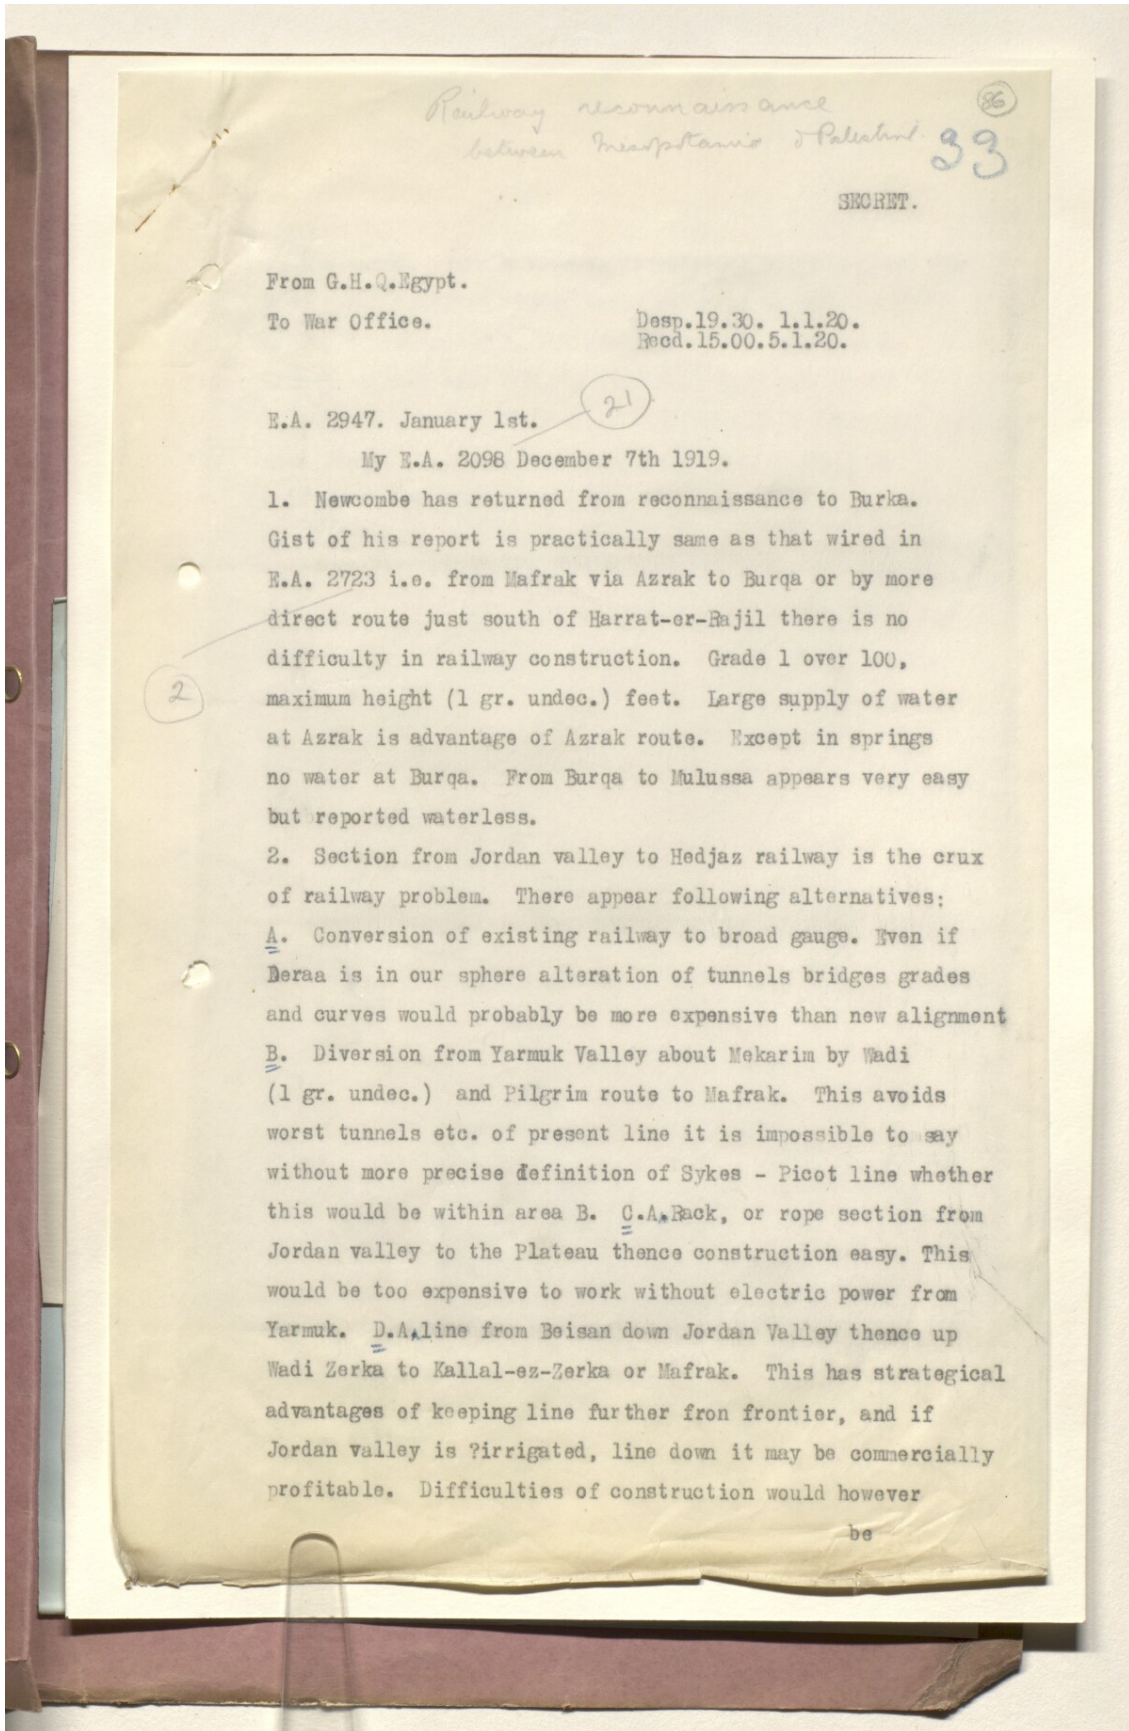 Railway reconnaissance
between Mesopotamia & Palestine.
86
33
SECRET.
From G.H.Q.Egypt.
To War Office.
Desp.19.30. 1.1.20.
Recd.15.00.5.1.20.
21
E.A. 2947. January 1st.
My E.A. 2098 December 7th 1919.
1. Newcombe has returned from reconnaissance to Burka.
Gist of his report is practically same as that wired in
E.A. 2723 i.e. from Mafrak via Azrak to Burqa or by more
direct route just south of Harrat-er-Rajil there is no
difficulty in railway construction. Grade 1 over 100,
2
maximum height (1 gr. undec.) feet. Large supply of water
at Azrak is advantage of Azrak route. Except in springs
no water at Burqa. From Burqa to Mulussa appears very easy
but reported waterless.
2. Section from Jordan valley to Hedjaz railway is the crux
of railway problem. There appear following alternatives:
A. Conversion of existing railway to broad gauge. Even if
Deraa is in our sphere alteration of tunnels bridges grades
and curves would probably be more expensive than new alignment
B. Diversion from Yarmuk Valley about Mekarim by Wadi
(1 gr. undec.) and Pilgrim route to Mafrak. This avoids
worst tunnels etc. of present line it is impossible to say
without more precise definition of Sykes - Picot line whether
this would be within area B. C.A.Rack, or rope section from
Jordan valley to the Plateau thence construction easy. This
would be too expensive to work without electric power from
Yarmuk. D.A.line from Beisan down Jordan Valley thence up
Wadi Zerka to Kallal-ez-Zerka or Mafrak. This has strategical
advantages of keeping line further fron frontier, and if
Jordan valley is ?irrigated, line down it may be commercially
profitable. Difficulties of construction would however
be